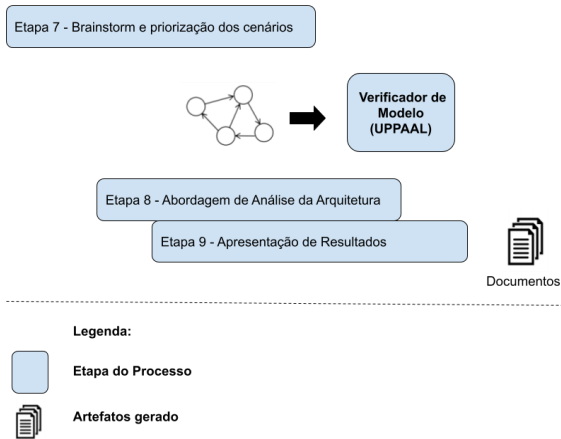 Etapa 7 - Brainstorm e priorização dos cenários
Verificador de
Modelo
(UPPAAL)
Etapa 8 - Abordagem de Análise da Arquitetura
Etapa 9 - Apresentação de Resultados
Documentos
Legenda:
Etapa do Processo
Artefatos gerado